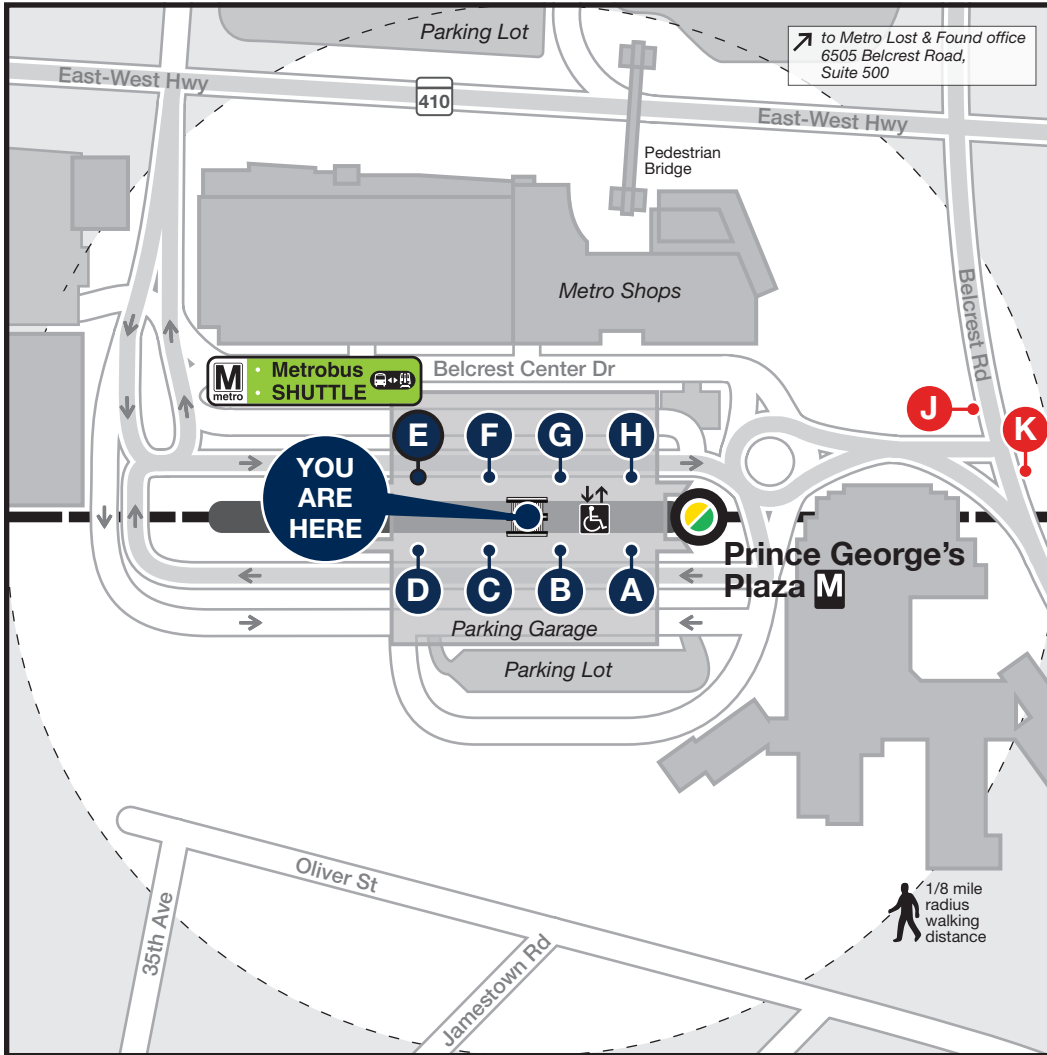 Parking Lot
to Metro Lost & Found office
6505 Belcrest Road,
Suite 500
East-West Hwy
410
East-West Hwy
Pedestrian
Bridge
Metro Shops
Belcrest Rd
M
metro
· Metrobus
· SHUTTLE
Belcrest Center Dr
J
K
E
F
G
H
YOU
ARE
HERE
Prince George's
Plaza M
D
C
B
A
Parking Garage
Parking Lot
Oliver St
35th Ave
Jamestown Rd
1/8 mile
radius
walking
distance